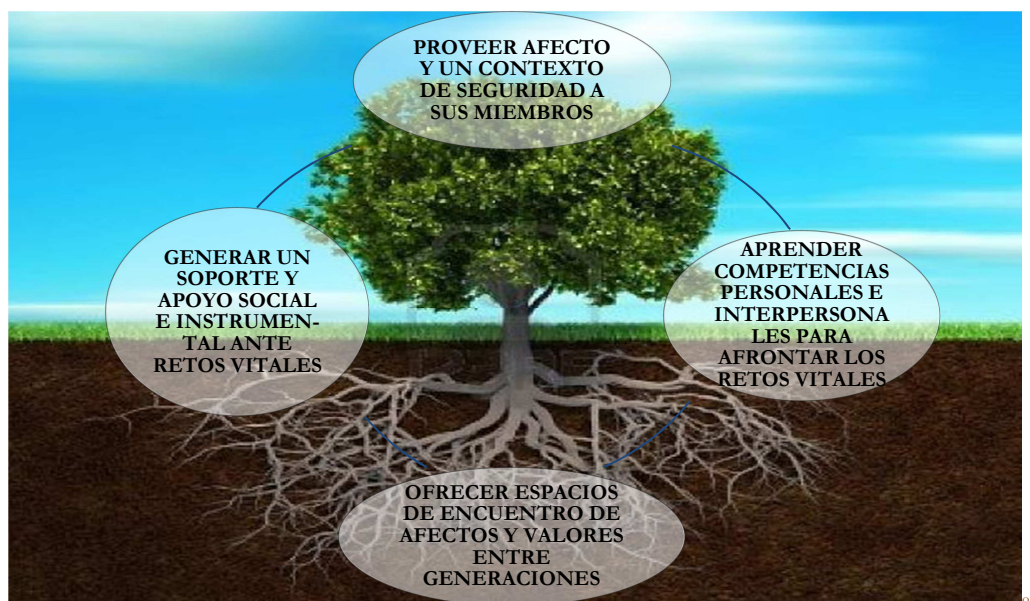 PROVEER AFECTO
Y UN CONTEXTO
DE SEGURIDAD A
SUS MIEMBROS
GENERAR UN
SOPORTE Y
APOYO SOCIAL
E INSTRUMEN-
TAL ANTE
RETOS VITALES
APRENDER
COMPETENCIAS
PERSONALES E
INTERPERSONA
LES PARA
AFRONTAR LOS
RETOS VITALES
OFRECER ESPACIOS
DE ENCUENTRO DE
AFECTOS Y VALORES
ENTRE
GENERACIONES